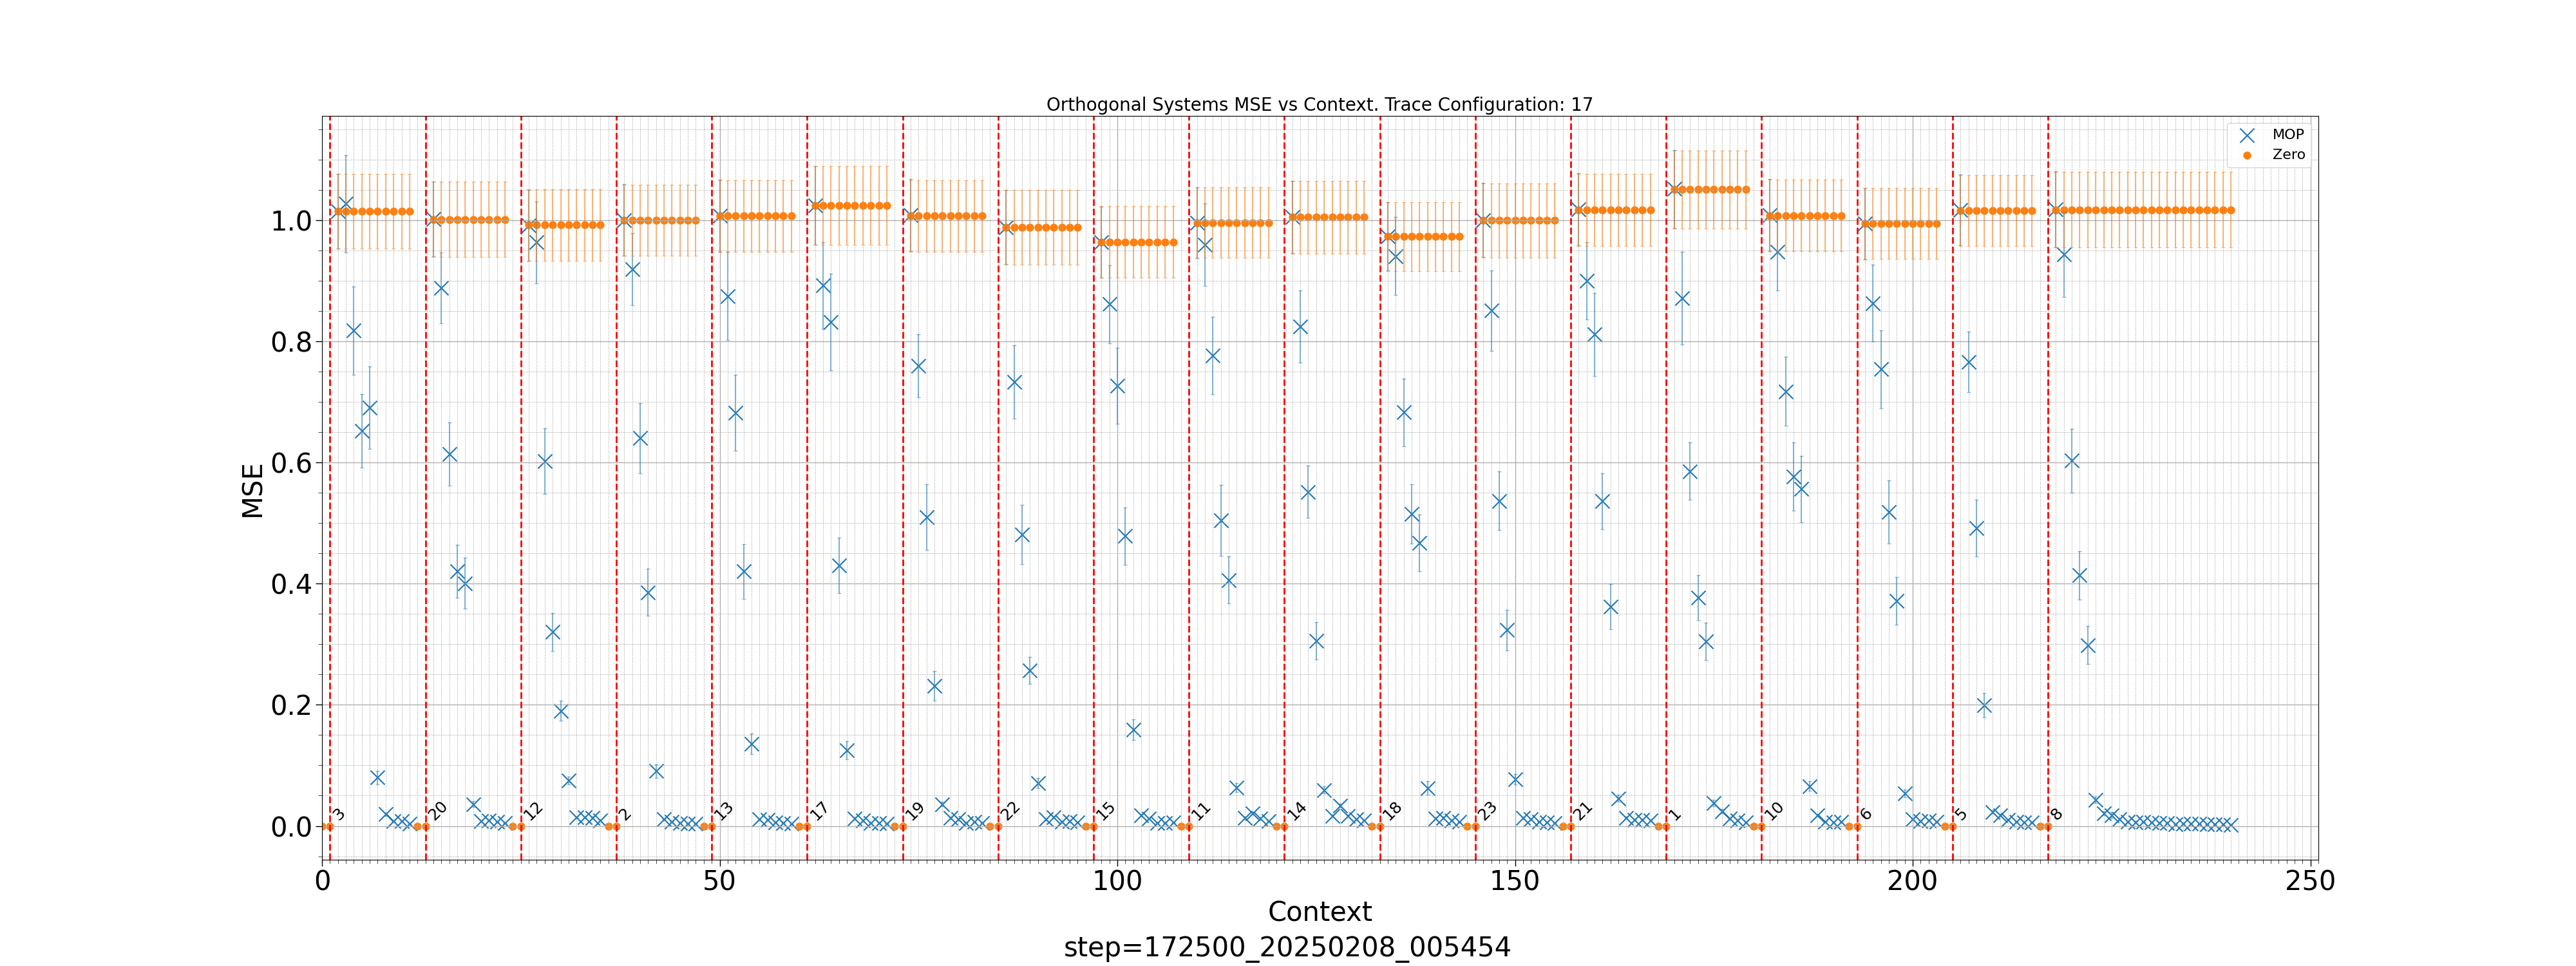 Orthogonal Systems MSE vs Context. Trace Configuration: 17
MOP
Zero
MSE
1.0
0.8
0.6
0.4
0.2
0.0
3 20 12 2 13 17 19 22 15 11 14 18 23 21 1 10 6 5 8
0 50 100 150 200 250
Context
step=172500_20250208_005454